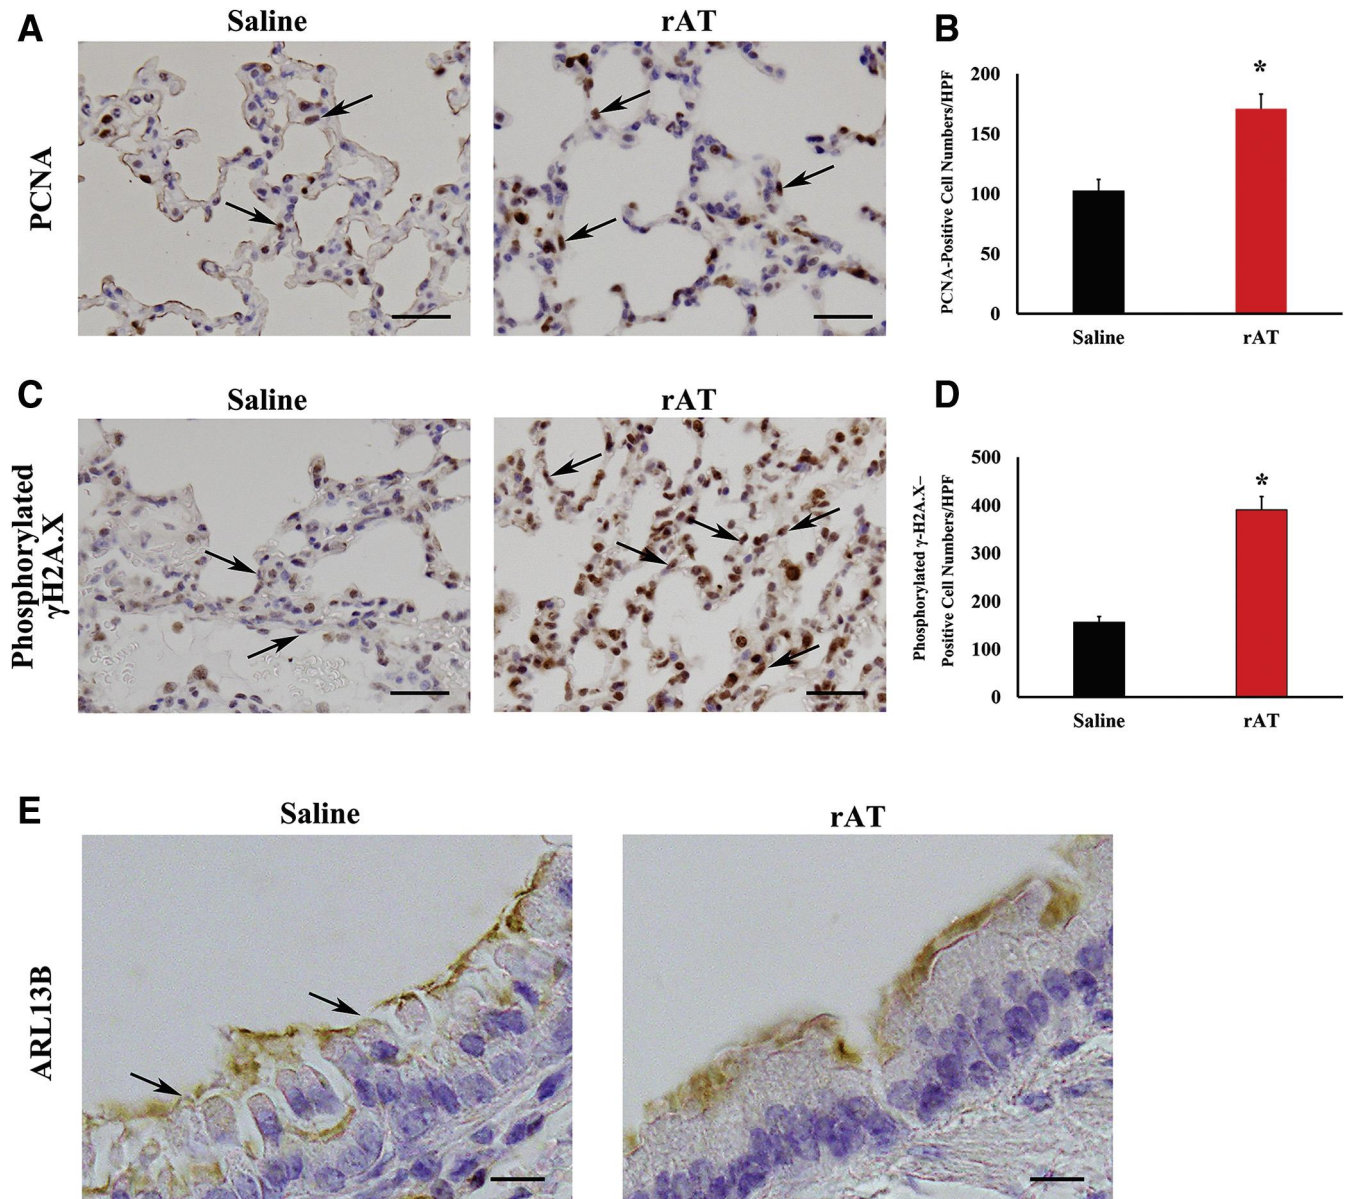 A
Saline
rAT
PCNA
B
*
PCNA-Positive Cell Numbers/HPF
200
150
100
50
0
Saline
rAT
C
Saline
rAT
Phosphorylated
γH2A.X
D
*
Phosphorylated γ-H2A.X–
Positive Cell Numbers/HPF
500
400
300
200
100
0
Saline
rAT
E
Saline
rAT
ARL13B